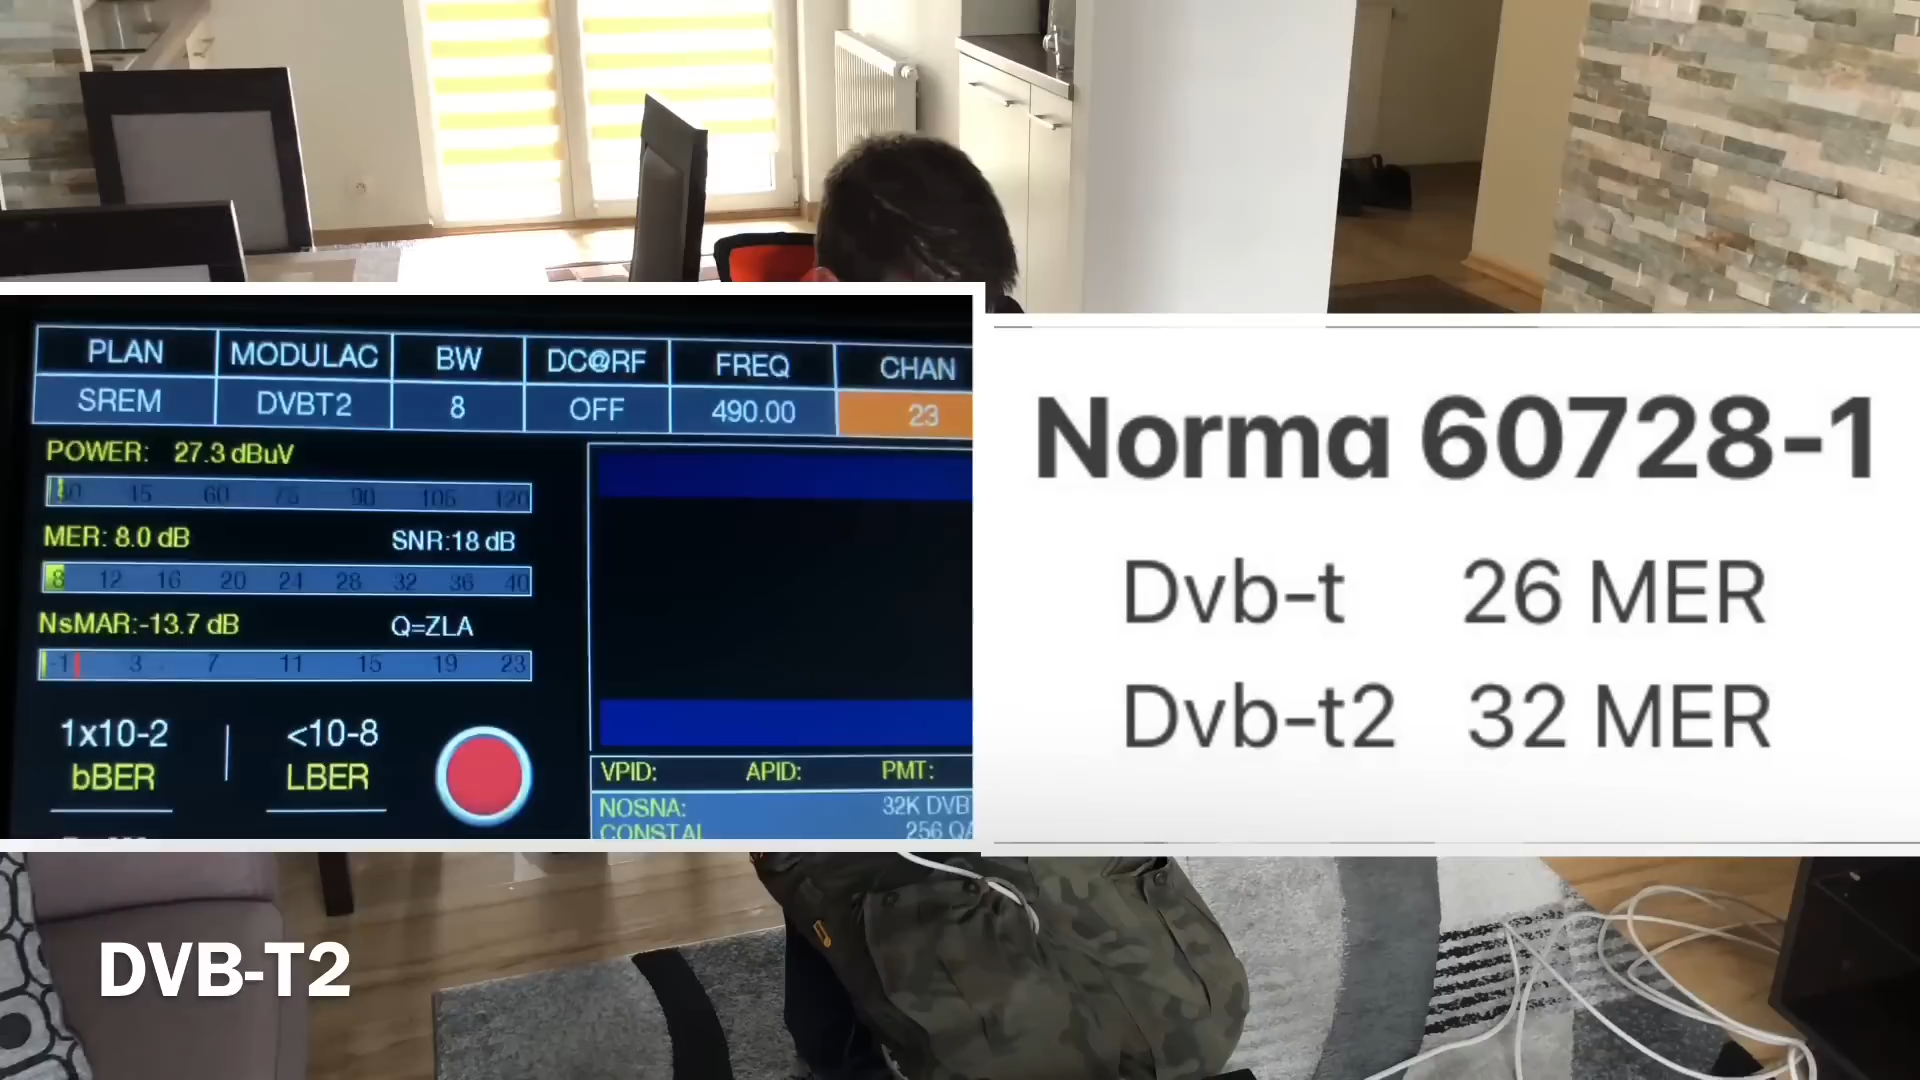 PLAN MODULAC BW DC@RF FREQ CHAN
SREM DVBT2 8 OFF 490.00 23
POWER: 27.3 dBuV
15 60 75 90 105 120
MER: 8.0 dB SNR:18 dB
8 12 16 20 24 28 32 36 40
NsMAR:-13.7 dB Q=ZLA
-1 3 7 11 15 19 23
1x10-2 <10-8
bBER LBER
VPID: APID: PMT:
NOSNA: 32K
256
Norma 60728-1
Dvb-t 26 MER
Dvb-t2 32 MER
DVB-T2